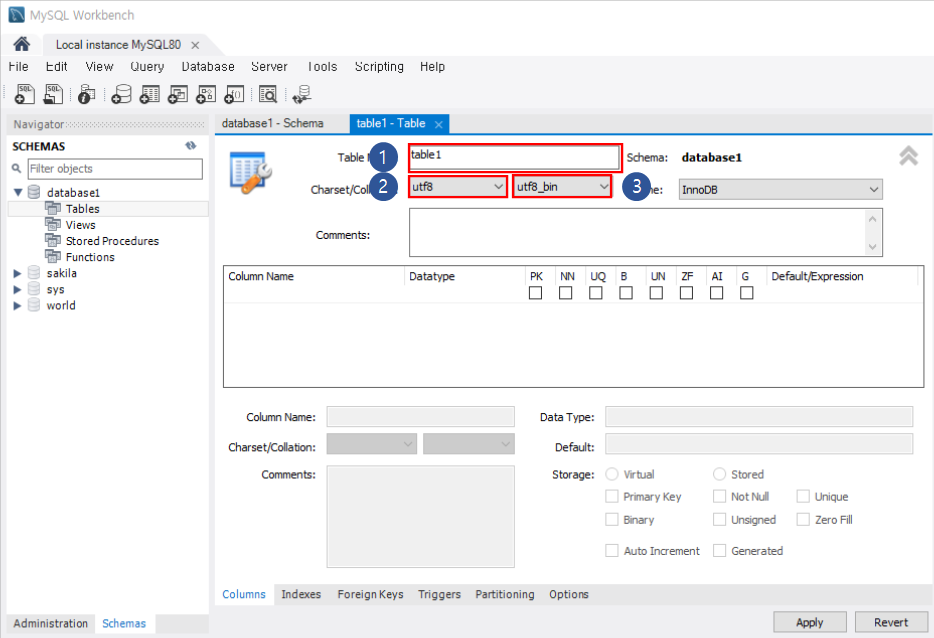 MySQL Workbench
Local instance MySQL80 ×
File Edit View Query Database Server Tools Scripting Help
Navigator
database1 - Schema table1 - Table ×
SCHEMAS
Filter objects
database1
Tables
Views
Stored Procedures
Functions
sakila
sys
world
Table 1 table1 Schema: database1
Charset/Coll 2 utf8 utf8_bin 3 InnoDB
Comments:
Column Name Datatype PK NN UQ B UN ZF AI G Default/Expression
Column Name: Data Type:
Charset/Collation: Default:
Comments: Storage: Virtual Stored
Primary Key Not Null Unique
Binary Unsigned Zero Fill
Auto Increment Generated
Columns Indexes Foreign Keys Triggers Partitioning Options
Administration Schemas Apply Revert